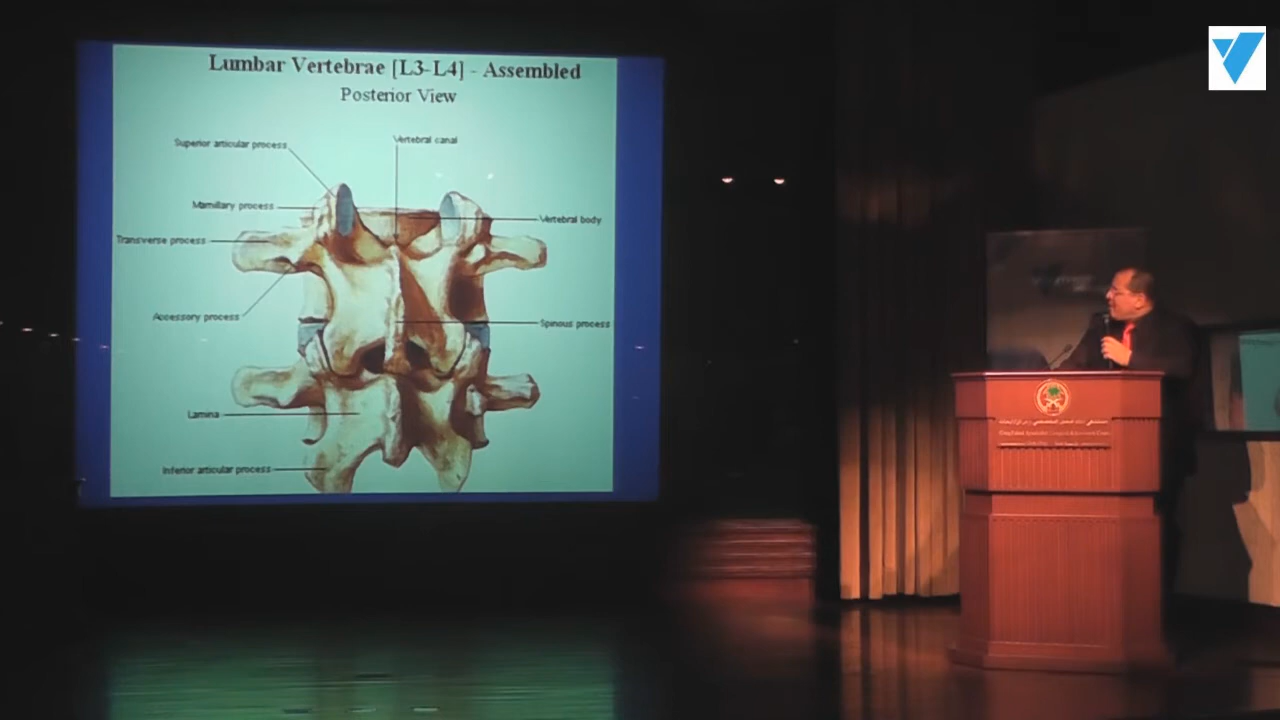 Lumbar Vertebrae [L3-L4] - Assembled
Posterior View
Superior articular process
Vertebral canal
Mamillary process
Vertebral body
Transverse process
Accessory process
Spinous process
Lamina
Inferior articular process